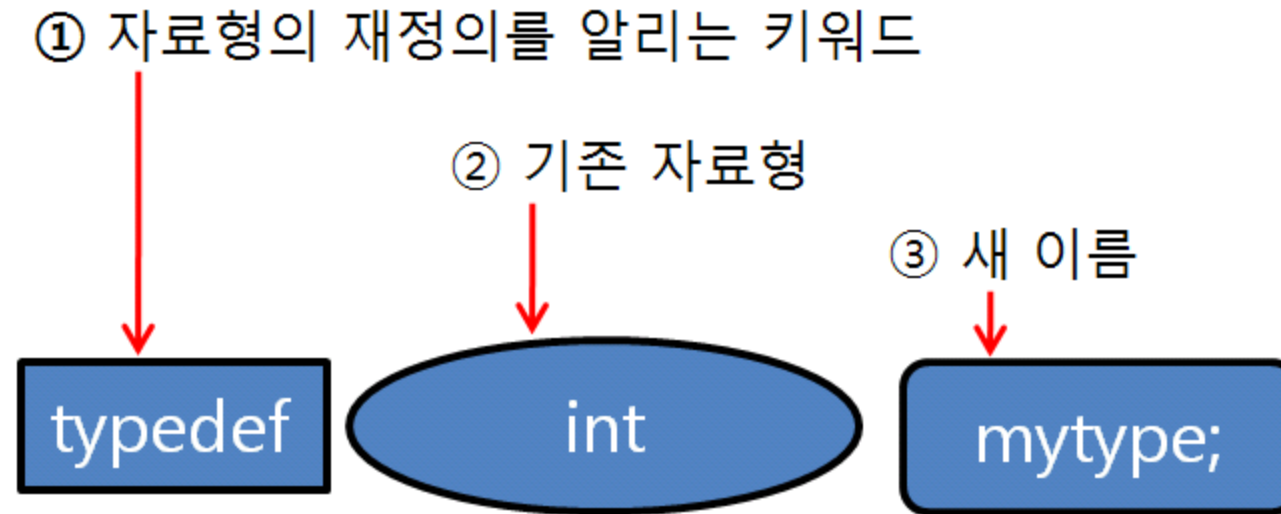 ① 자료형의 재정의를 알리는 키워드
② 기존 자료형
③ 새 이름
typedef int mytype;